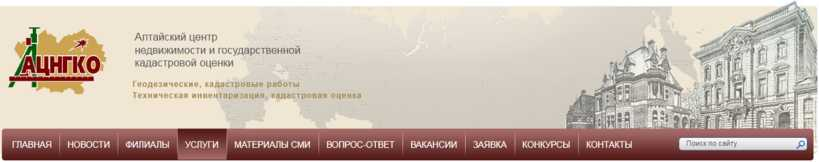 АЦНГКО
Алтайский центр
недвижимости и государственной
кадастровой оценки
Геодезические, кадастровые работы
Техническая инвентаризация, кадастровая оценка
ГЛАВНАЯ НОВОСТИ ФИЛИАЛЫ УСЛУГИ МАТЕРИАЛЫ СМИ ВОПРОС-ОТВЕТ ВАКАНСИИ ЗАЯВКА КОНКУРСЫ КОНТАКТЫ Поиск по сайту